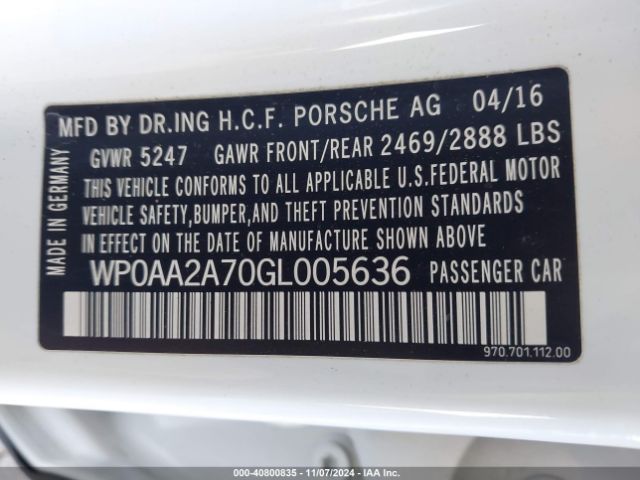 MFD BY DR.ING H.C.F. PORSCHE AG 04/16
GVWR 5247 GAWR FRONT/REAR 2469/2888 LBS
THIS VEHICLE CONFORMS TO ALL APPLICABLE U.S.FEDERAL MOTOR
VEHICLE SAFETY,BUMPER,AND THEFT PREVENTION STANDARDS
IN EFFECT ON THE DATE OF MANUFACTURE SHOWN ABOVE
WP0AA2A70GL005636 PASSENGER CAR
MADE IN GERMANY
970.701.112.00
000-40800835 - 11/07/2024 - IAA Inc.